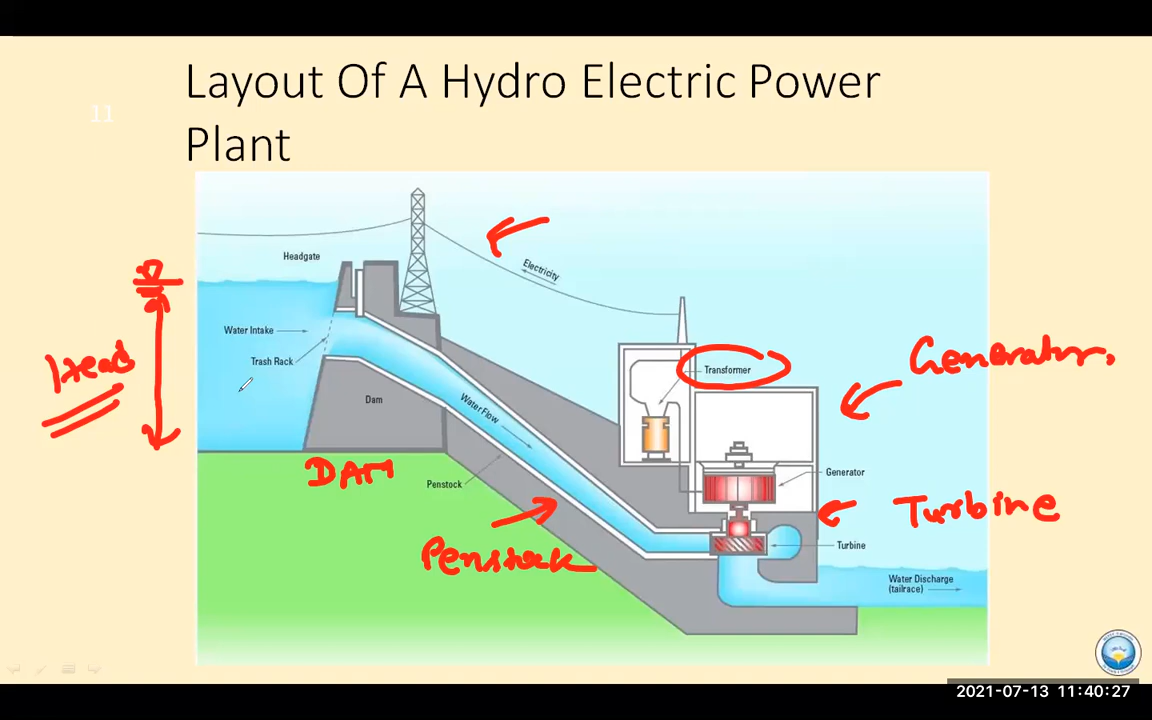 Layout Of A Hydro Electric Power
Plant
11
Headgate
Electricity
Water Intake
Trash Rack
Head
Transformer
Generator
Dam
Water Flow
DAM
Penstock
Generator
Turbine
Penstock
Turbine
Water Discharge
(tailrace)
2021-07-13 11:40:27